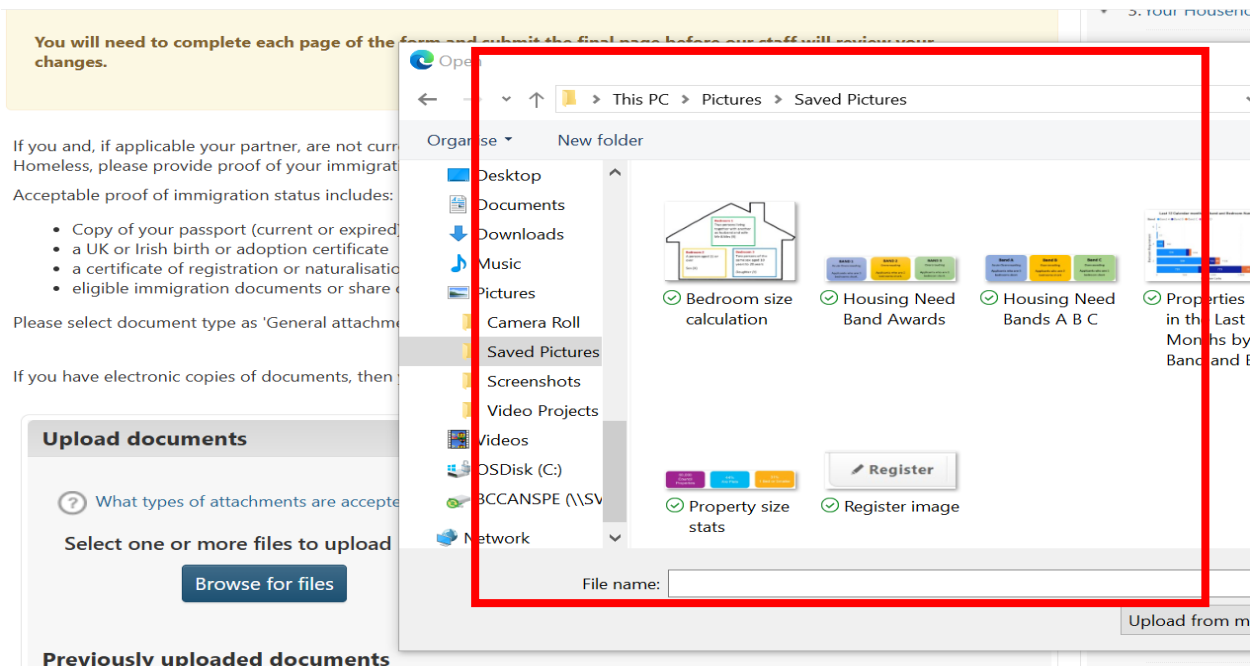 3. Your Househol
You will need to complete each page of the form and submit the final page before our staff will review your
changes.
If you and, if applicable your partner, are not curr
Homeless, please provide proof of your immigrat
Acceptable proof of immigration status includes:
Copy of your passport (current or expired)
a UK or Irish birth or adoption certificate
a certificate of registration or naturalisatio
eligible immigration documents or share
Please select document type as 'General attachme
If you have electronic copies of documents, then
Upload documents
What types of attachments are accepte
Select one or more files to upload
Browse for files
Previously uploaded documents
Open
This PC > Pictures > Saved Pictures
Organise
New folder
Desktop
Documents
Downloads
Music
Pictures
Camera Roll
Saved Pictures
Screenshots
Video Projects
Videos
OSDisk (C:)
BCCANSPE (\\SV
Network
Bedroom size
calculation
Housing Need
Band Awards
Housing Need
Bands A B C
Properties
in the Last
Months by
Band and B
Property size
stats
Register
Register image
File name:
Upload from m